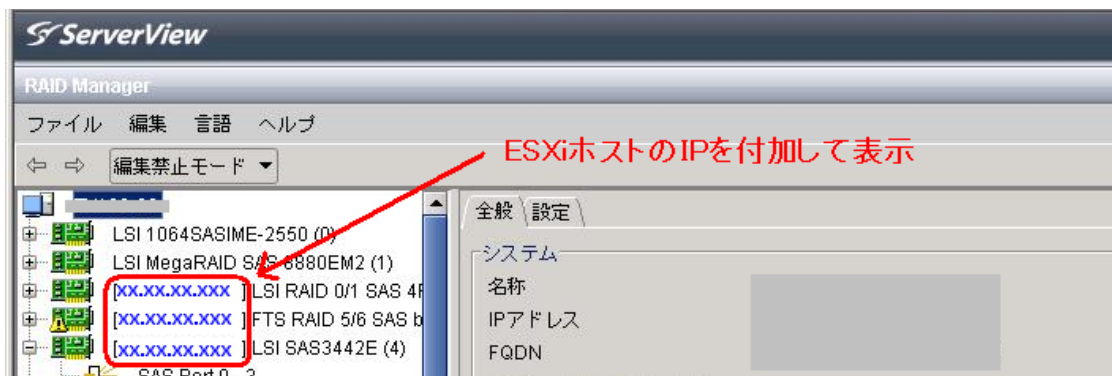 ServerView
RAID Manager
ファイル 編集 言語 ヘルプ
編集禁止モード
ESXiホストのIPを付加して表示
LSI 1064SASIME-2550 (0)
LSI MegaRAID SAS 8880EM2 (1)
[xx.xx.xx.xxx ] LSI RAID 0/1 SAS
[xx.xx.xx.xxx ] FTS RAID 5/6 SAS
[xx.xx.xx.xxx ] LSI SAS3442E (4)
SAS Port 0 - 3
全般 設定
システム
名称
IPアドレス
FQDN